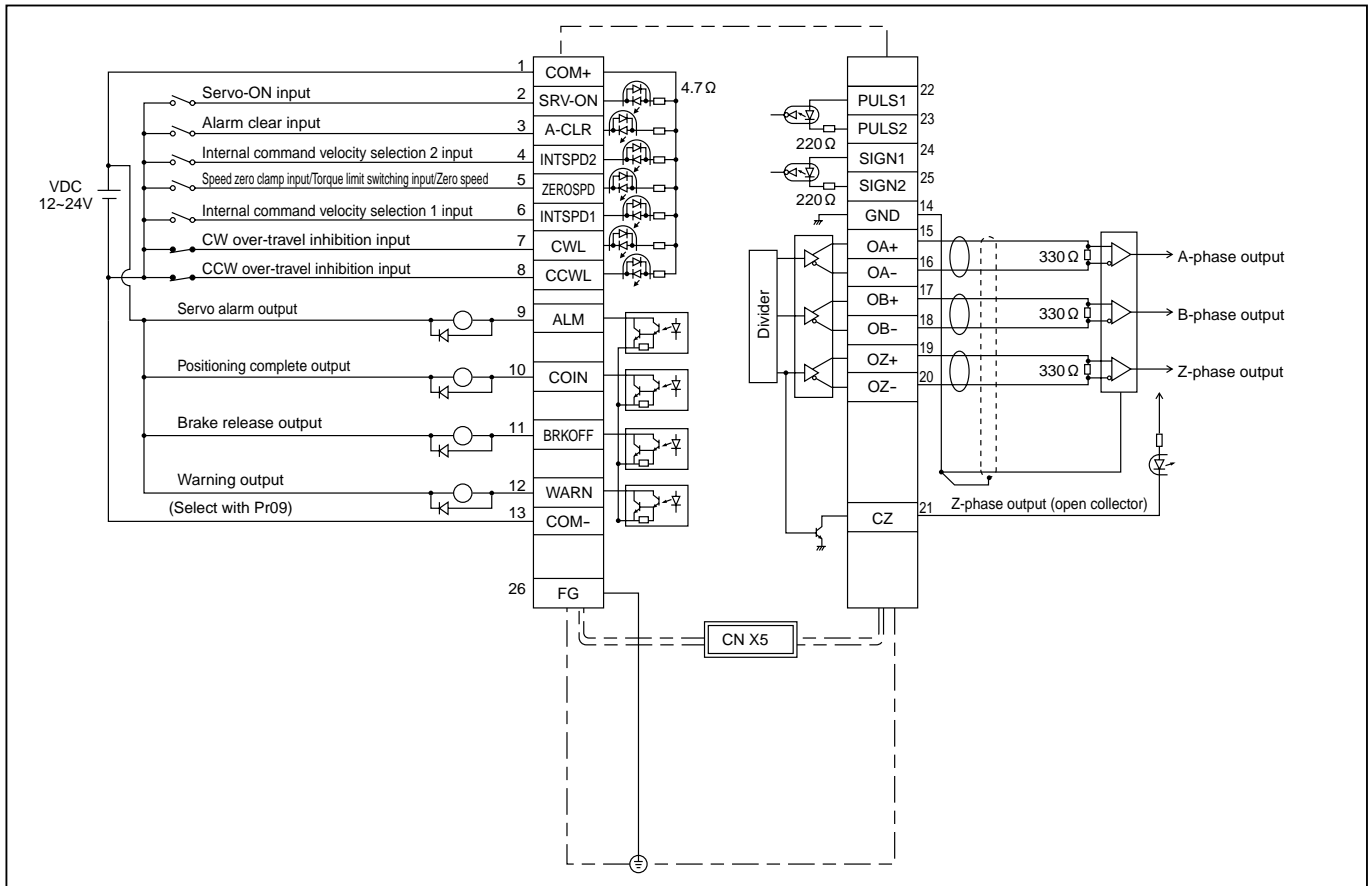 1 COM+
4.7Ω
Servo-ON input 2 SRV-ON
Alarm clear input 3 A-CLR
Internal command velocity selection 2 input 4 INTSPD2
Speed zero clamp input/Torque limit switching input/Zero speed 5 ZEROSPD
VDC
12~24V
Internal command velocity selection 1 input 6 INTSPD1
CW over-travel inhibition input 7 CWL
CCW over-travel inhibition input 8 CCWL
Servo alarm output 9 ALM
Positioning complete output 10 COIN
Brake release output 11 BRKOFF
Warning output 12 WARN
(Select with Pr09) 13 COM−
26 FG
CN X5
PULS1 22
PULS2 23
220Ω
SIGN1 24
SIGN2 25
220Ω
GND 14
Divider
OA+ 15
OA− 16
330Ω
A-phase output
OB+ 17
OB− 18
330Ω
B-phase output
OZ+ 19
OZ− 20
330Ω
Z-phase output
CZ 21 Z-phase output (open collector)